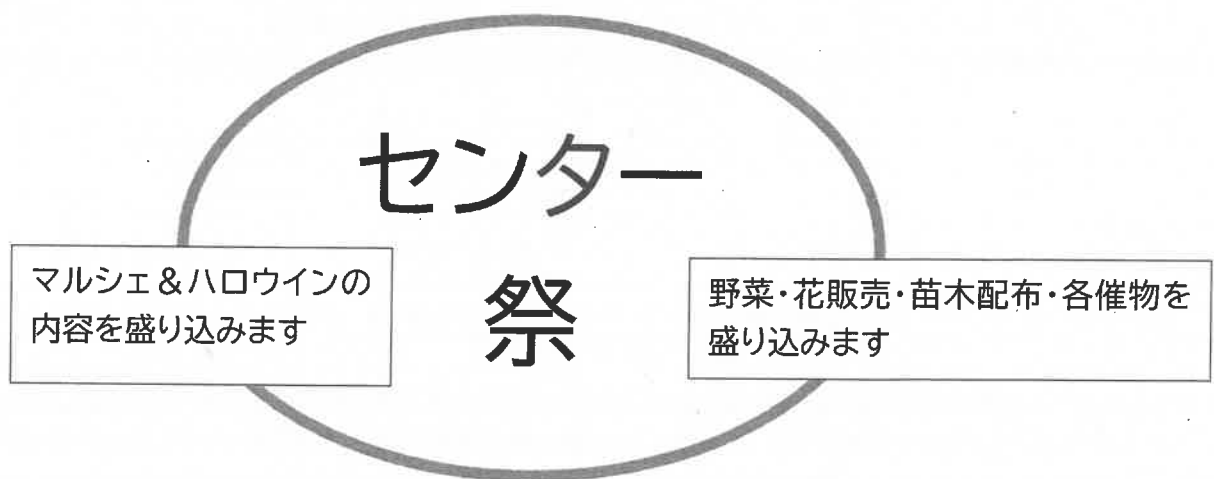 センター
祭
マルシェ＆ハロウインの
内容を盛り込みます
野菜・花販売・苗木配布・各催物を
盛り込みます